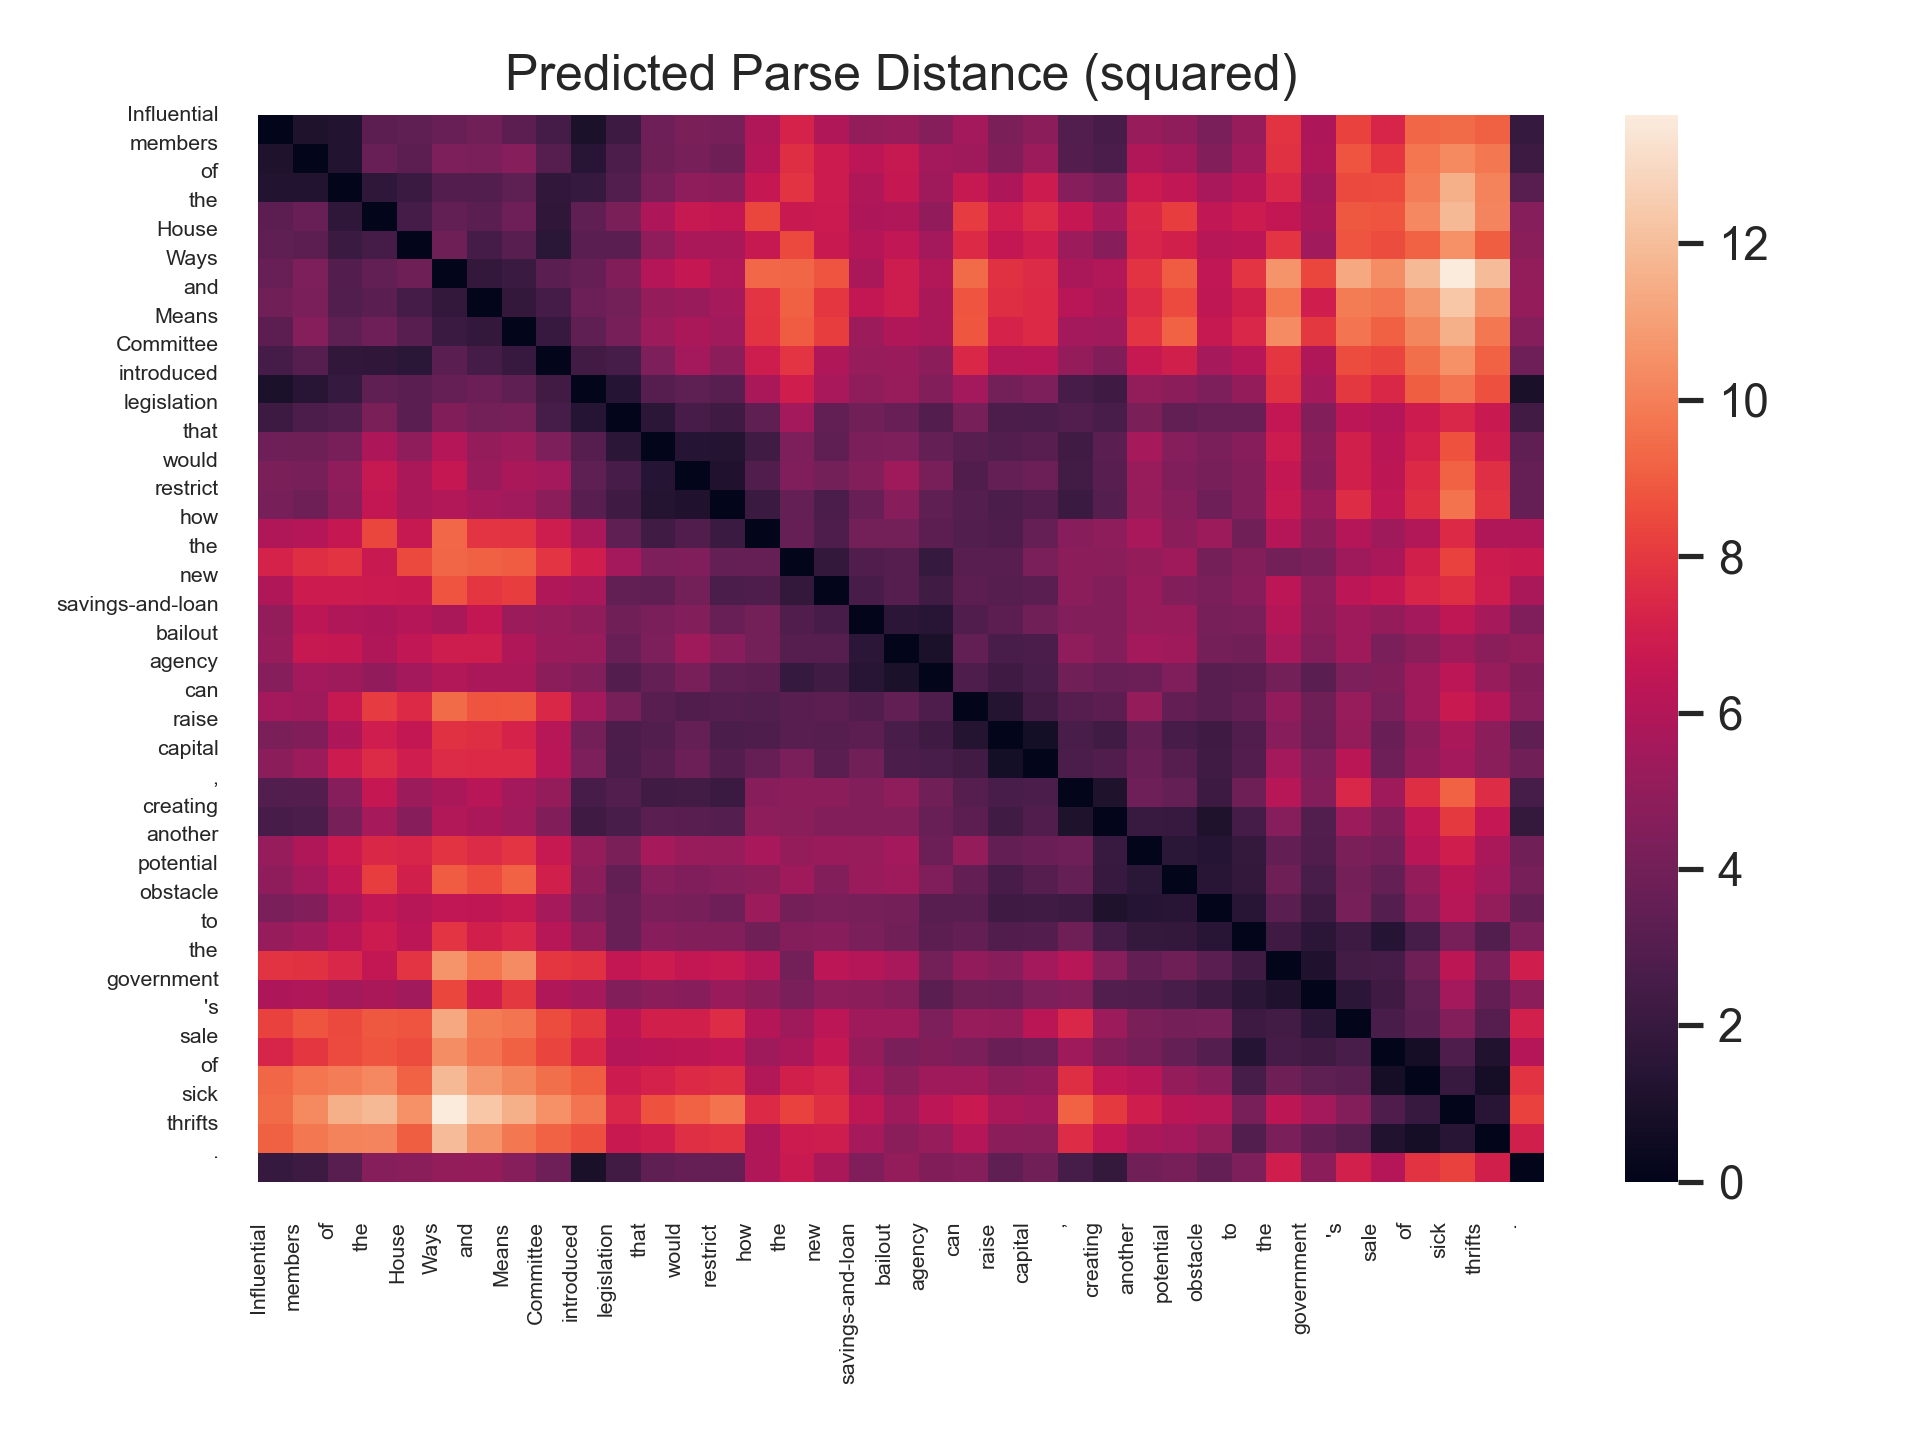 Predicted Parse Distance (squared)
Influential
members
of
the
House
Ways
and
Means
Committee
introduced
legislation
that
would
restrict
how
the
new
savings-and-loan
bailout
agency
can
raise
capital
,
creating
another
potential
obstacle
to
the
government
's
sale
of
sick
thrifts
.
12
10
8
6
4
2
0
Influential
members
of
the
House
Ways
and
Means
Committee
introduced
legislation
that
would
restrict
how
the
new
savings-and-loan
bailout
agency
can
raise
capital
,
creating
another
potential
obstacle
to
the
government
's
sale
of
sick
thrifts
.